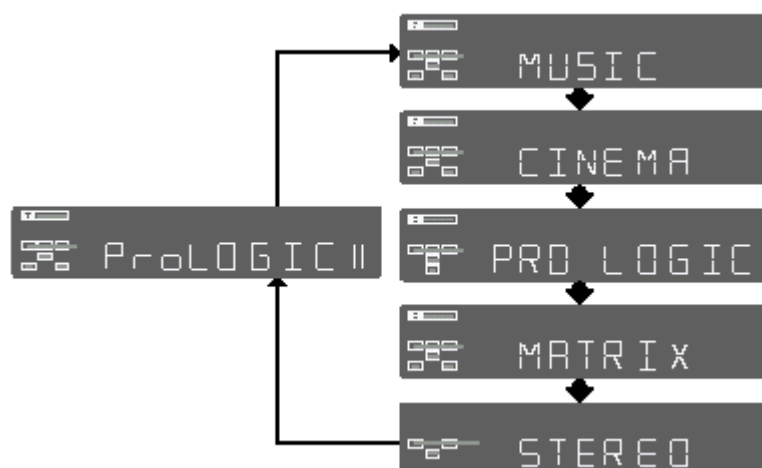 MUSIC
CINEMA
ProLOGIC II
PRO LOGIC
MATRIX
STEREO